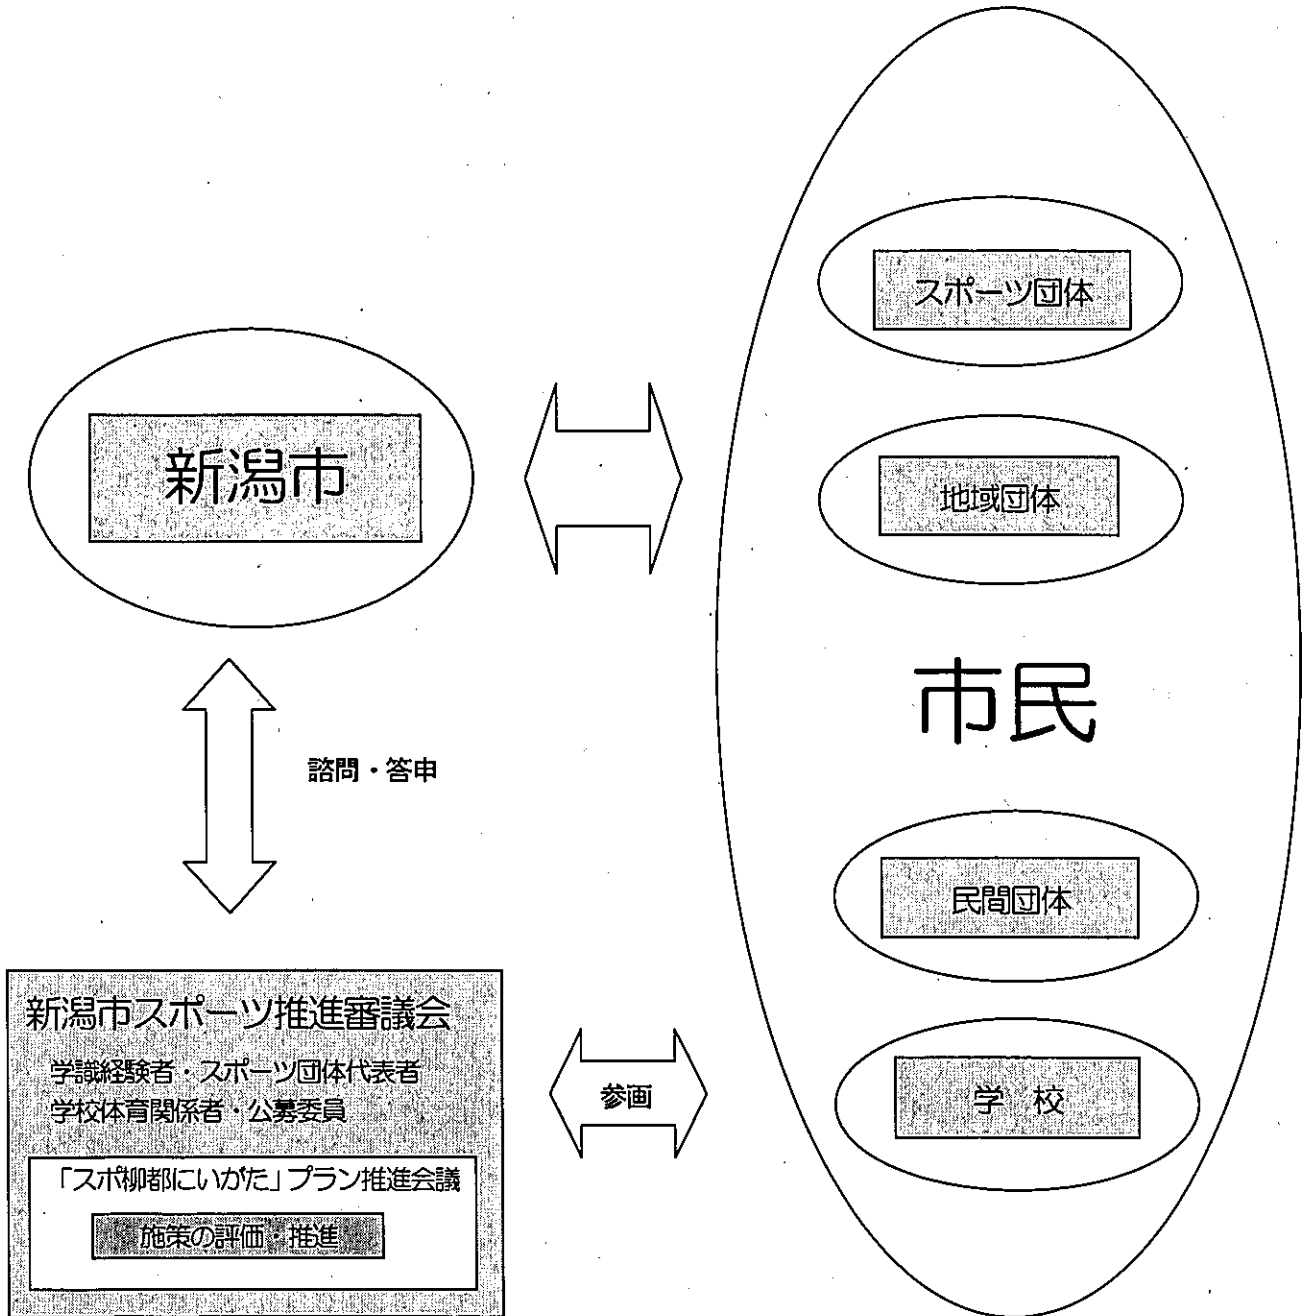 スポーツ団体
新潟市
地域団体
市民
諮問・答申
民間団体
新潟市スポーツ推進審議会
学識経験者・スポーツ団体代表者
学校体育関係者・公募委員
参画
学 校
「スポ柳都にいがた」プラン推進会議
施策の評価・推進